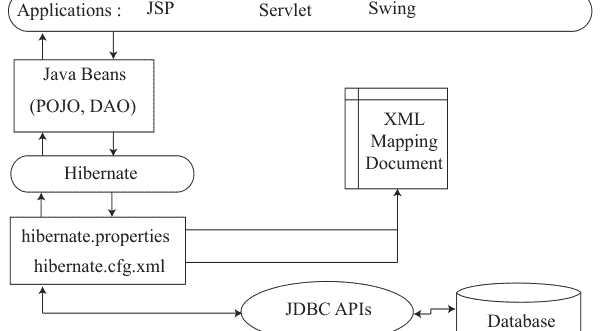 Applications : JSP Servlet Swing
Java Beans
(POJO, DAO)
XML
Mapping
Document
Hibernate
hibernate.properties
hibernate.cfg.xml
JDBC APIs
Database